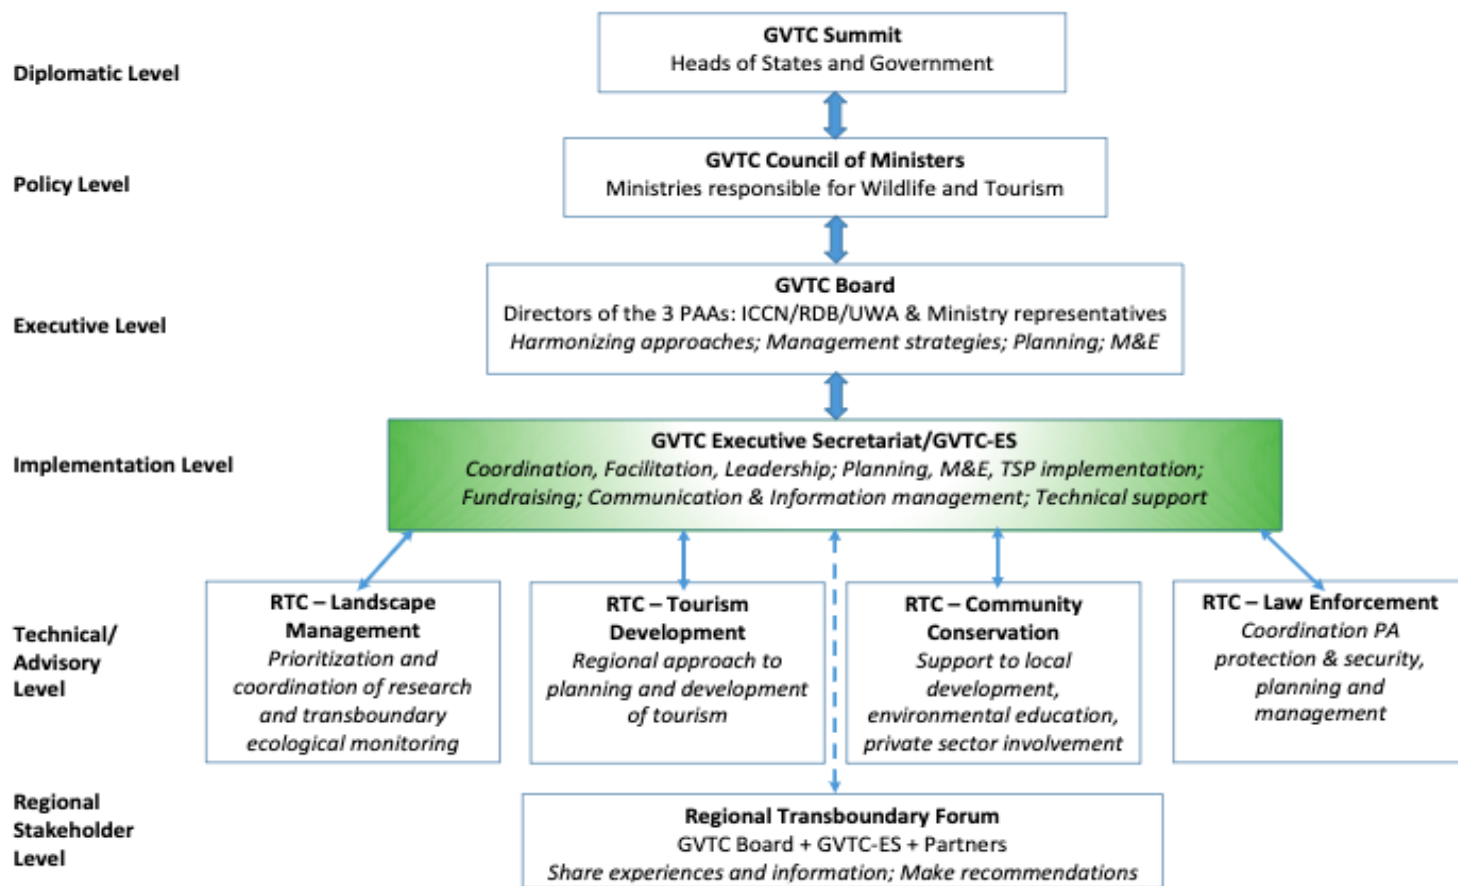 GVTC Summit
Heads of States and Government
Diplomatic Level
GVTC Council of Ministers
Ministries responsible for Wildlife and Tourism
Policy Level
GVTC Board
Directors of the 3 PAAs: ICCN/RDB/UWA & Ministry representatives
Harmonizing approaches; Management strategies; Planning; M&E
Executive Level
GVTC Executive Secretariat/GVTC-ES
Coordination, Facilitation, Leadership; Planning, M&E, TSP implementation;
Fundraising; Communication & Information management; Technical support
Implementation Level
Technical/
Advisory
Level
RTC – Landscape
Management
Prioritization and
coordination of research
and transboundary
ecological monitoring
RTC – Tourism
Development
Regional approach to
planning and development
of tourism
RTC – Community
Conservation
Support to local
development,
environmental education,
private sector involvement
RTC – Law Enforcement
Coordination PA
protection & security,
planning and
management
Regional
Stakeholder
Level
Regional Transboundary Forum
GVTC Board + GVTC-ES + Partners
Share experiences and information; Make recommendations